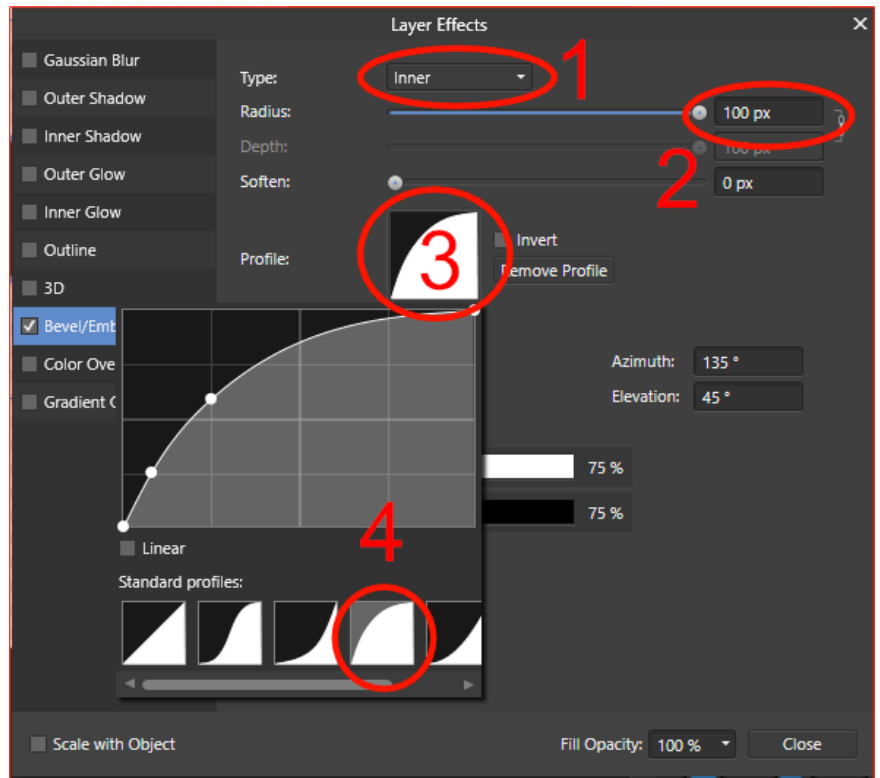 Layer Effects
Gaussian Blur
Outer Shadow
Inner Shadow
Outer Glow
Inner Glow
Outline
3D
Bevel/Emb
Color Ove
Gradient
Type: Inner 1
Radius: 100 px
Depth: 100 px
2
Soften: 0 px
Profile: 3
Invert
Remove Profile
Azimuth: 135 °
Elevation: 45 °
75 %
75 %
4
Linear
Standard profiles:
Scale with Object
Fill Opacity: 100 %
Close